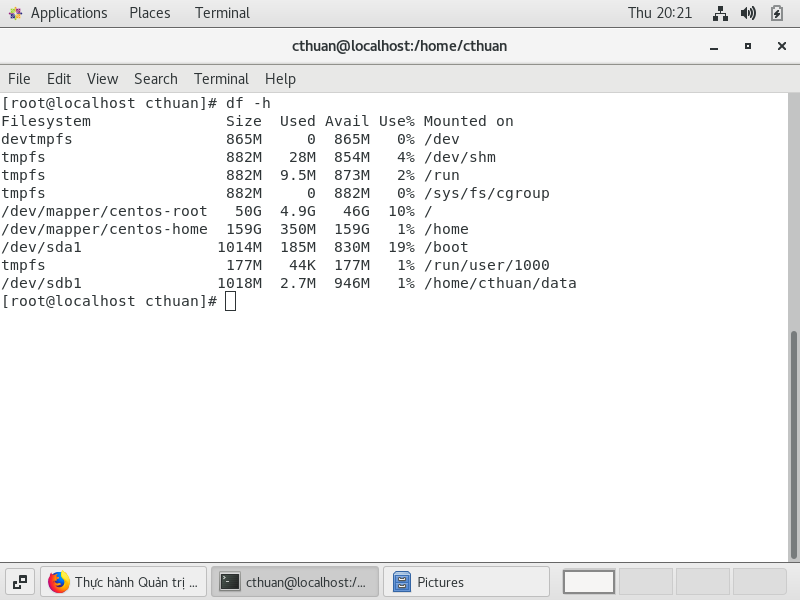 Applications Places Terminal Thu 20:21
cthuan@localhost:/home/cthuan
File Edit View Search Terminal Help
[root@localhost cthuan]# df -h
Filesystem               Size  Used Avail Use% Mounted on
devtmpfs                 865M     0  865M   0% /dev
tmpfs                    882M   28M  854M   4% /dev/shm
tmpfs                    882M  9.5M  873M   2% /run
tmpfs                    882M     0  882M   0% /sys/fs/cgroup
/dev/mapper/centos-root   50G  4.9G   46G  10% /
/dev/mapper/centos-home  159G  350M  159G   1% /home
/dev/sda1               1014M  185M  830M  19% /boot
tmpfs                    177M   44K  177M   1% /run/user/1000
/dev/sdb1               1018M  2.7M  946M   1% /home/cthuan/data
[root@localhost cthuan]#
Thực hành Quản trị ... cthuan@localhost:/... Pictures